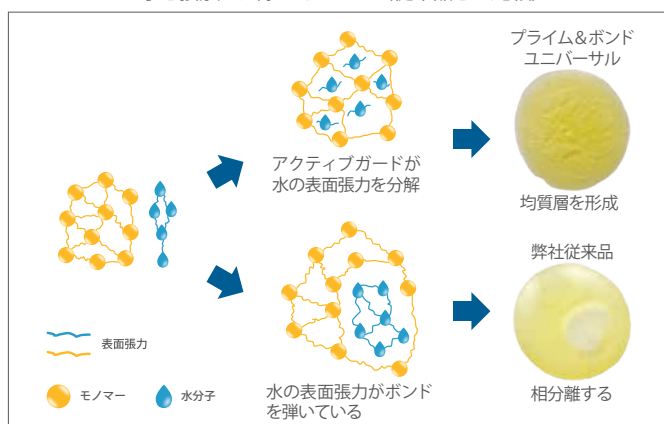 プライム＆ボンド
ユニバーサル
アクティブガードが
水の表面張力を分解
均質層を形成
弊社従来品
表面張力
モノマー
水分子
水の表面張力がボンド
を弾いている
相分離する